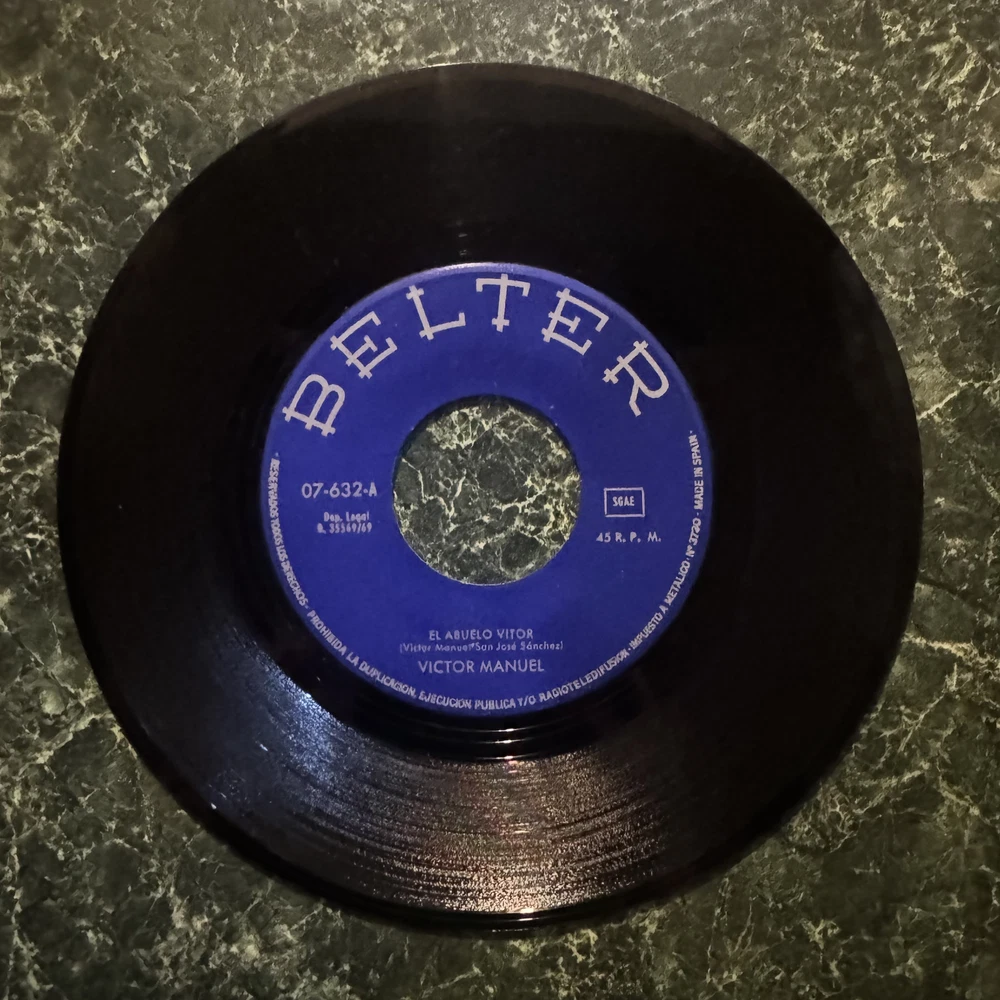 BELTER
07-632-A
Dep. Legal
B. 35569/69
SGAE
45 R. P. M.
EL ABUELO VITOR
(Victor Manuel San José Sánchez)
VICTOR MANUEL
· RESERVADOS TODOS LOS DERECHOS · PROHIBIDA LA DUPLICACION, EJECUCION PUBLICA Y/O RADIOTELEDIFUSION · IMPUESTO A METALICO Nº 3720 · MADE IN SPAIN ·